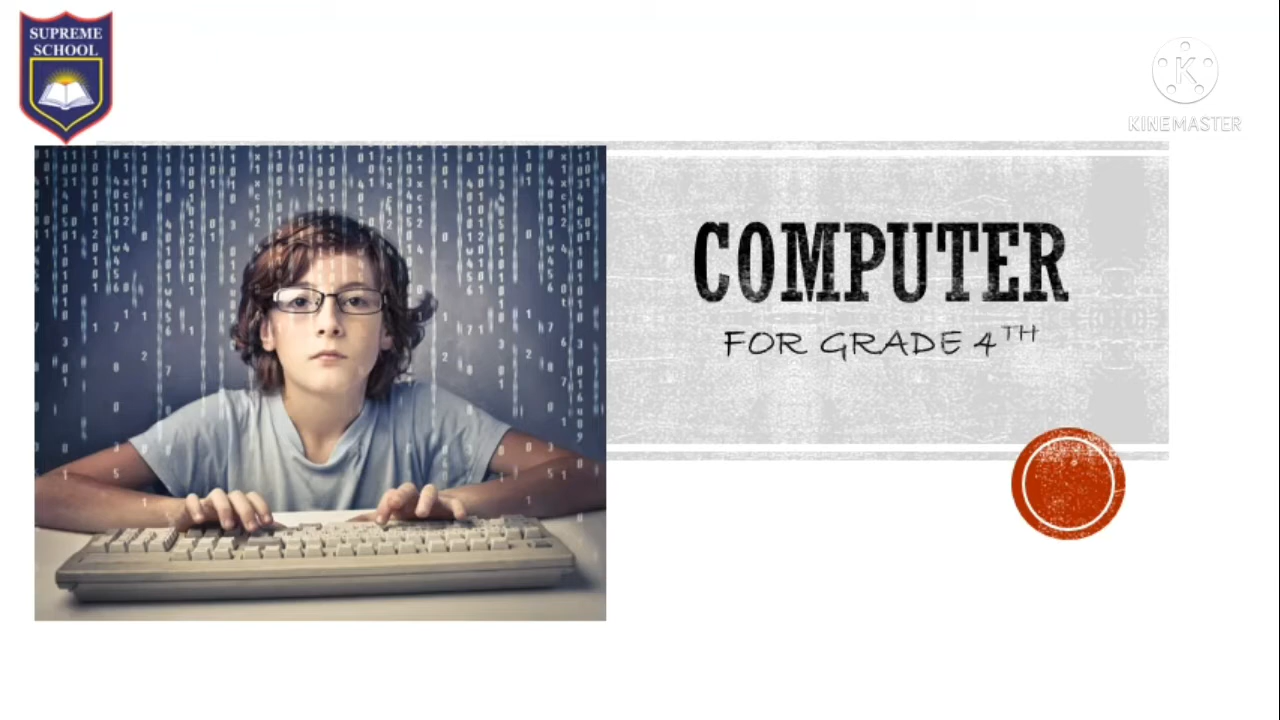 SUPREME
SCHOOL
KINEMASTER
COMPUTER
FOR GRADE 4TH